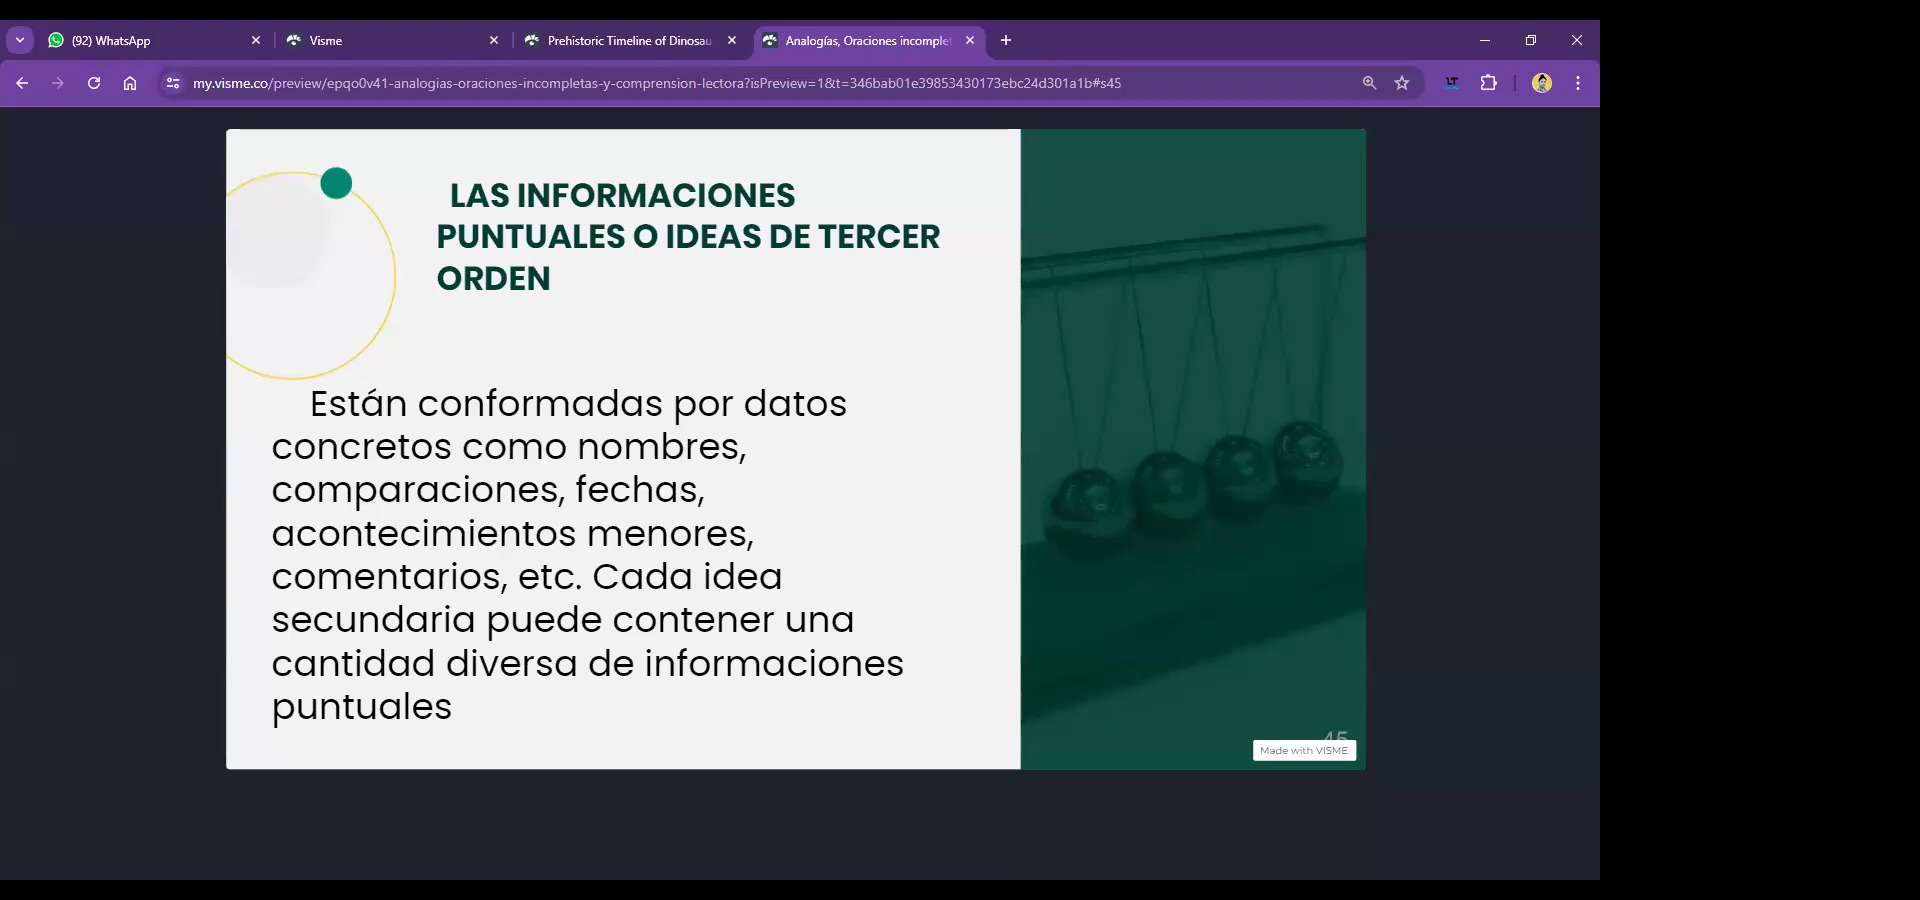 (92) WhatsApp
Visme
Prehistoric Timeline of Dinosau
Analogías, Oraciones incomplet
my.visme.co/preview/epqo0v41-analogias-oraciones-incompletas-y-comprension-lectora?isPreview=1&t=346bab01e39853430173ebc24d301a1b#s45
LT
LAS INFORMACIONES
PUNTUALES O IDEAS DE TERCER
ORDEN
Están conformadas por datos
concretos como nombres,
comparaciones, fechas,
acontecimientos menores,
comentarios, etc. Cada idea
secundaria puede contener una
cantidad diversa de informaciones
puntuales
45
Made with VISME